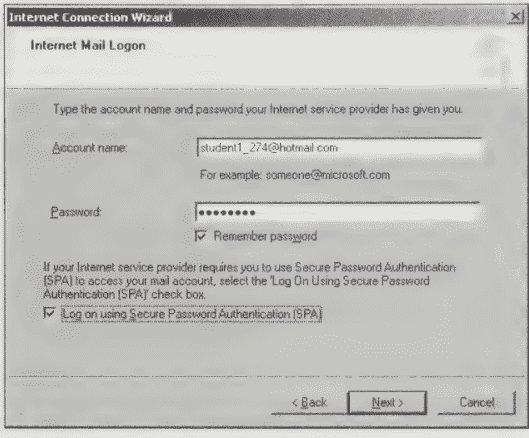 Internet Connection Wizard
Internet Mail Logon
Type the account name and password your Internet service provider has given you.
Account name: student1_274@hotmail.com
For example: someone@microsoft.com
Password: ••••••••
Remember password
If your Internet service provider requires you to use Secure Password Authentication
(SPA) to access your mail account, select the 'Log On Using Secure Password
Authentication (SPA)' check box.
Log on using Secure Password Authentication (SPA)
< Back Next > Cancel